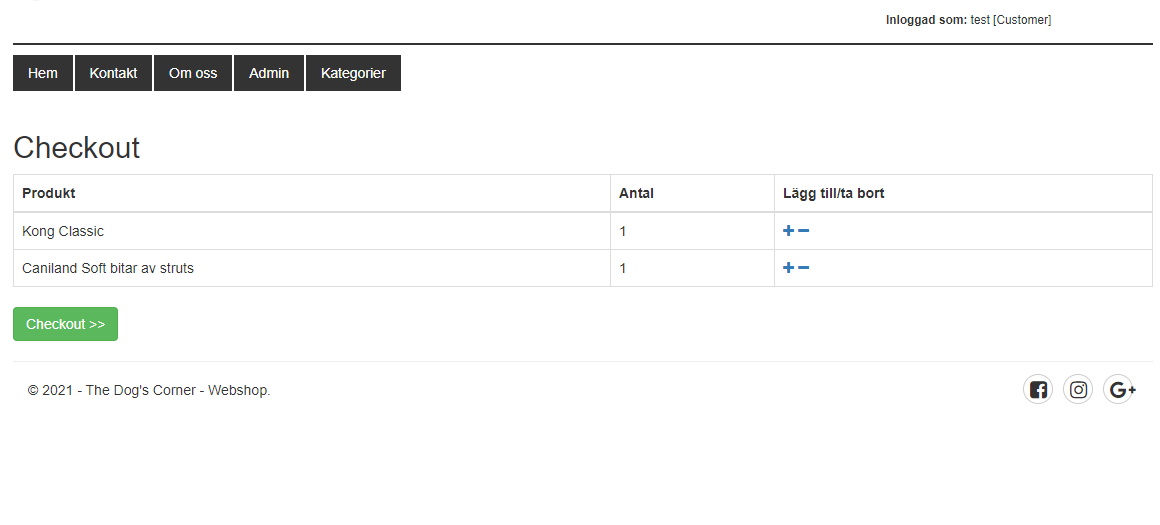 Inloggad som: test [Customer]
Hem Kontakt Om oss Admin Kategorier
Checkout
Produkt Antal Lägg till/ta bort
Kong Classic 1
Caniland Soft bitar av struts 1
Checkout >>
© 2021 - The Dog's Corner - Webshop.